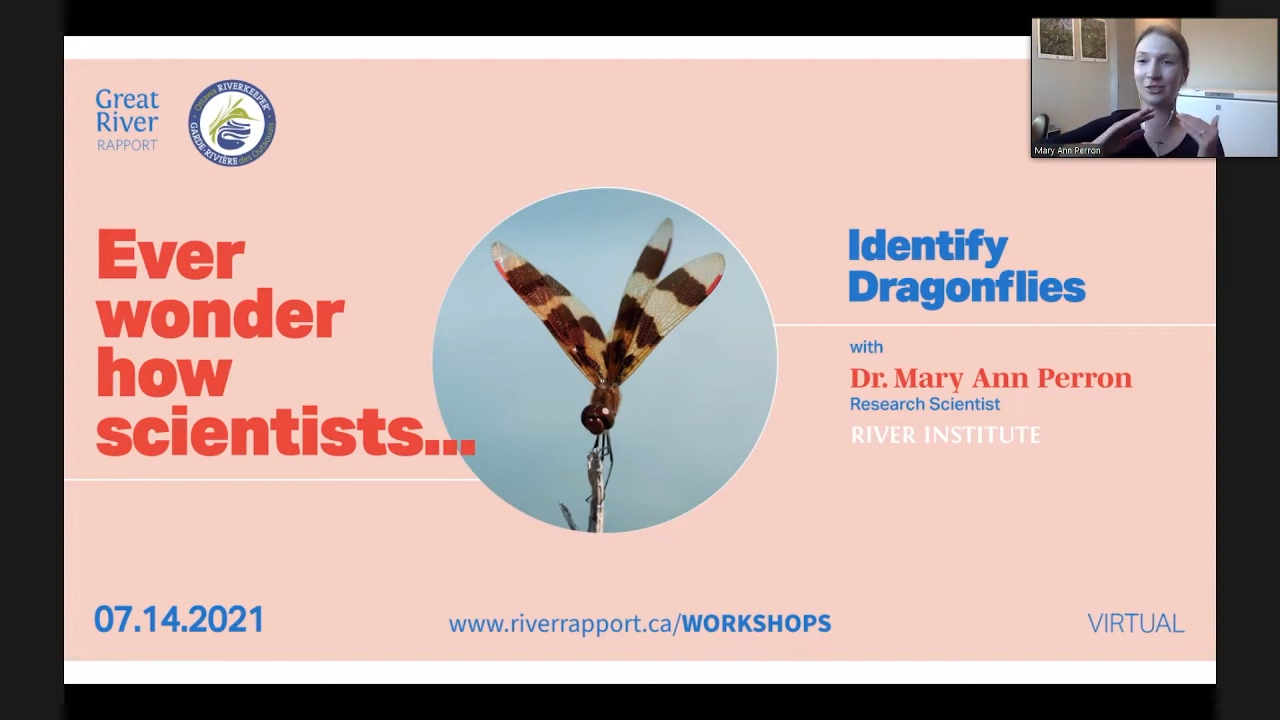 Great
River
RAPPORT
Ottawa RIVERKEEPER®
GARDE-RIVIÈRE des Outaouais
Mary Ann Perron
Ever
wonder
how
scientists...
Identify
Dragonflies
with
Dr. Mary Ann Perron
Research Scientist
RIVER INSTITUTE
07.14.2021
www.riverrapport.ca/WORKSHOPS
VIRTUAL